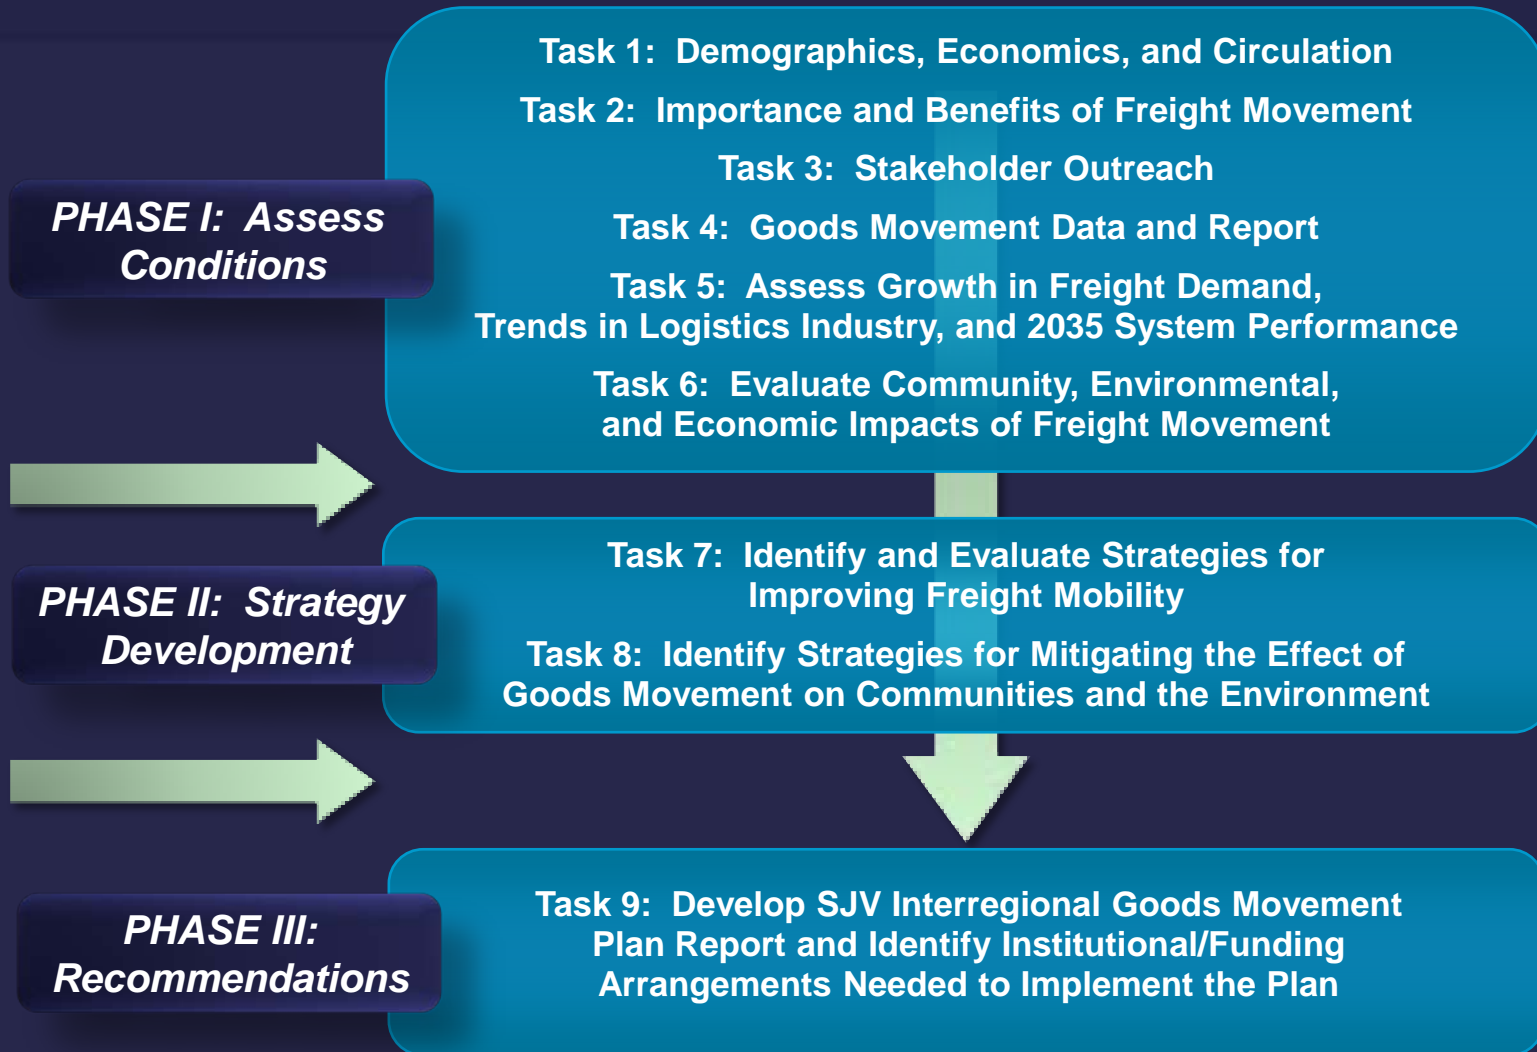 Task 1: Demographics, Economics, and Circulation
Task 2: Importance and Benefits of Freight Movement
Task 3: Stakeholder Outreach
PHASE I: Assess
Conditions
Task 4: Goods Movement Data and Report
Task 5: Assess Growth in Freight Demand,
Trends in Logistics Industry, and 2035 System Performance
Task 6: Evaluate Community, Environmental,
and Economic Impacts of Freight Movement
PHASE II: Strategy
Development
Task 7: Identify and Evaluate Strategies for
Improving Freight Mobility
Task 8: Identify Strategies for Mitigating the Effect of
Goods Movement on Communities and the Environment
PHASE III:
Recommendations
Task 9: Develop SJV Interregional Goods Movement
Plan Report and Identify Institutional/Funding
Arrangements Needed to Implement the Plan